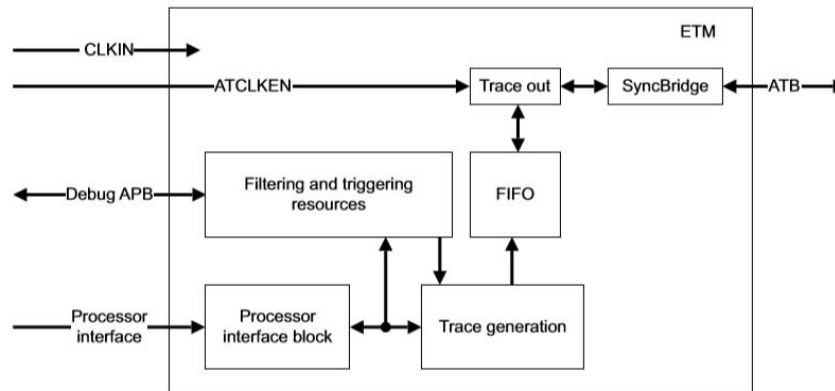 ETM
CLKIN
ATCLKEN
Trace out
SyncBridge
ATB
Debug APB
Filtering and triggering
resources
FIFO
Processor
interface
Processor
interface block
Trace generation